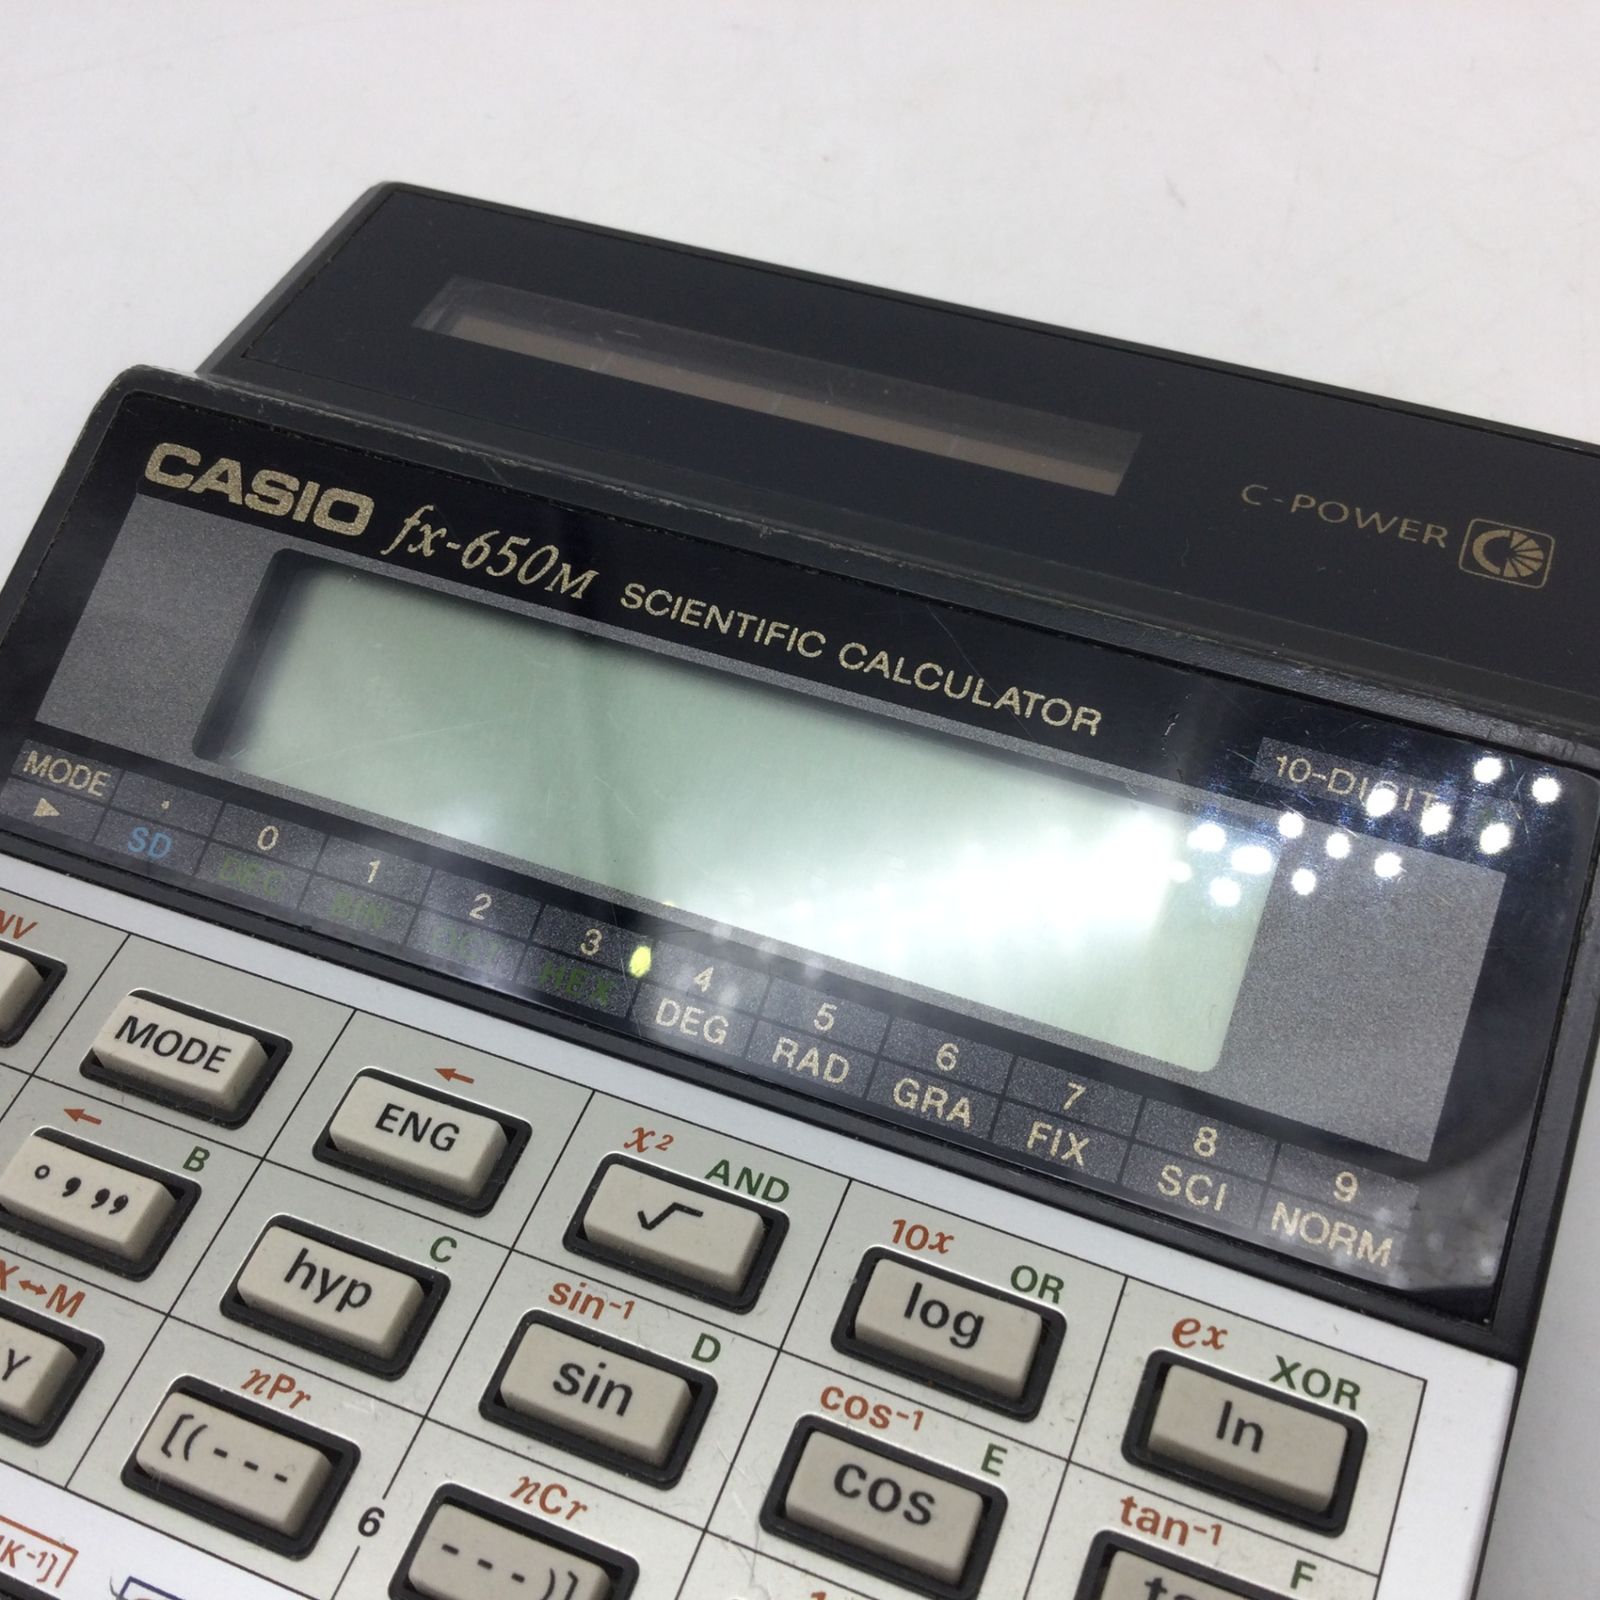 C-POWER
CASIO fx-650M SCIENTIFIC CALCULATOR
10-DIGIT
MODE · 0 1 2 3 4 5 6 7 8 9
▶ SD DEC BIN OCT HEX DEG RAD GRA FIX SCI NORM
MODE
←
ENG
x² AND
√
10x OR
log
ex XOR
ln
← B
° ’ ’’
C
hyp
sin-1 D
sin
cos-1 E
cos
tan-1 F
X↔M
nPr
[(---
6
nCr
---)]